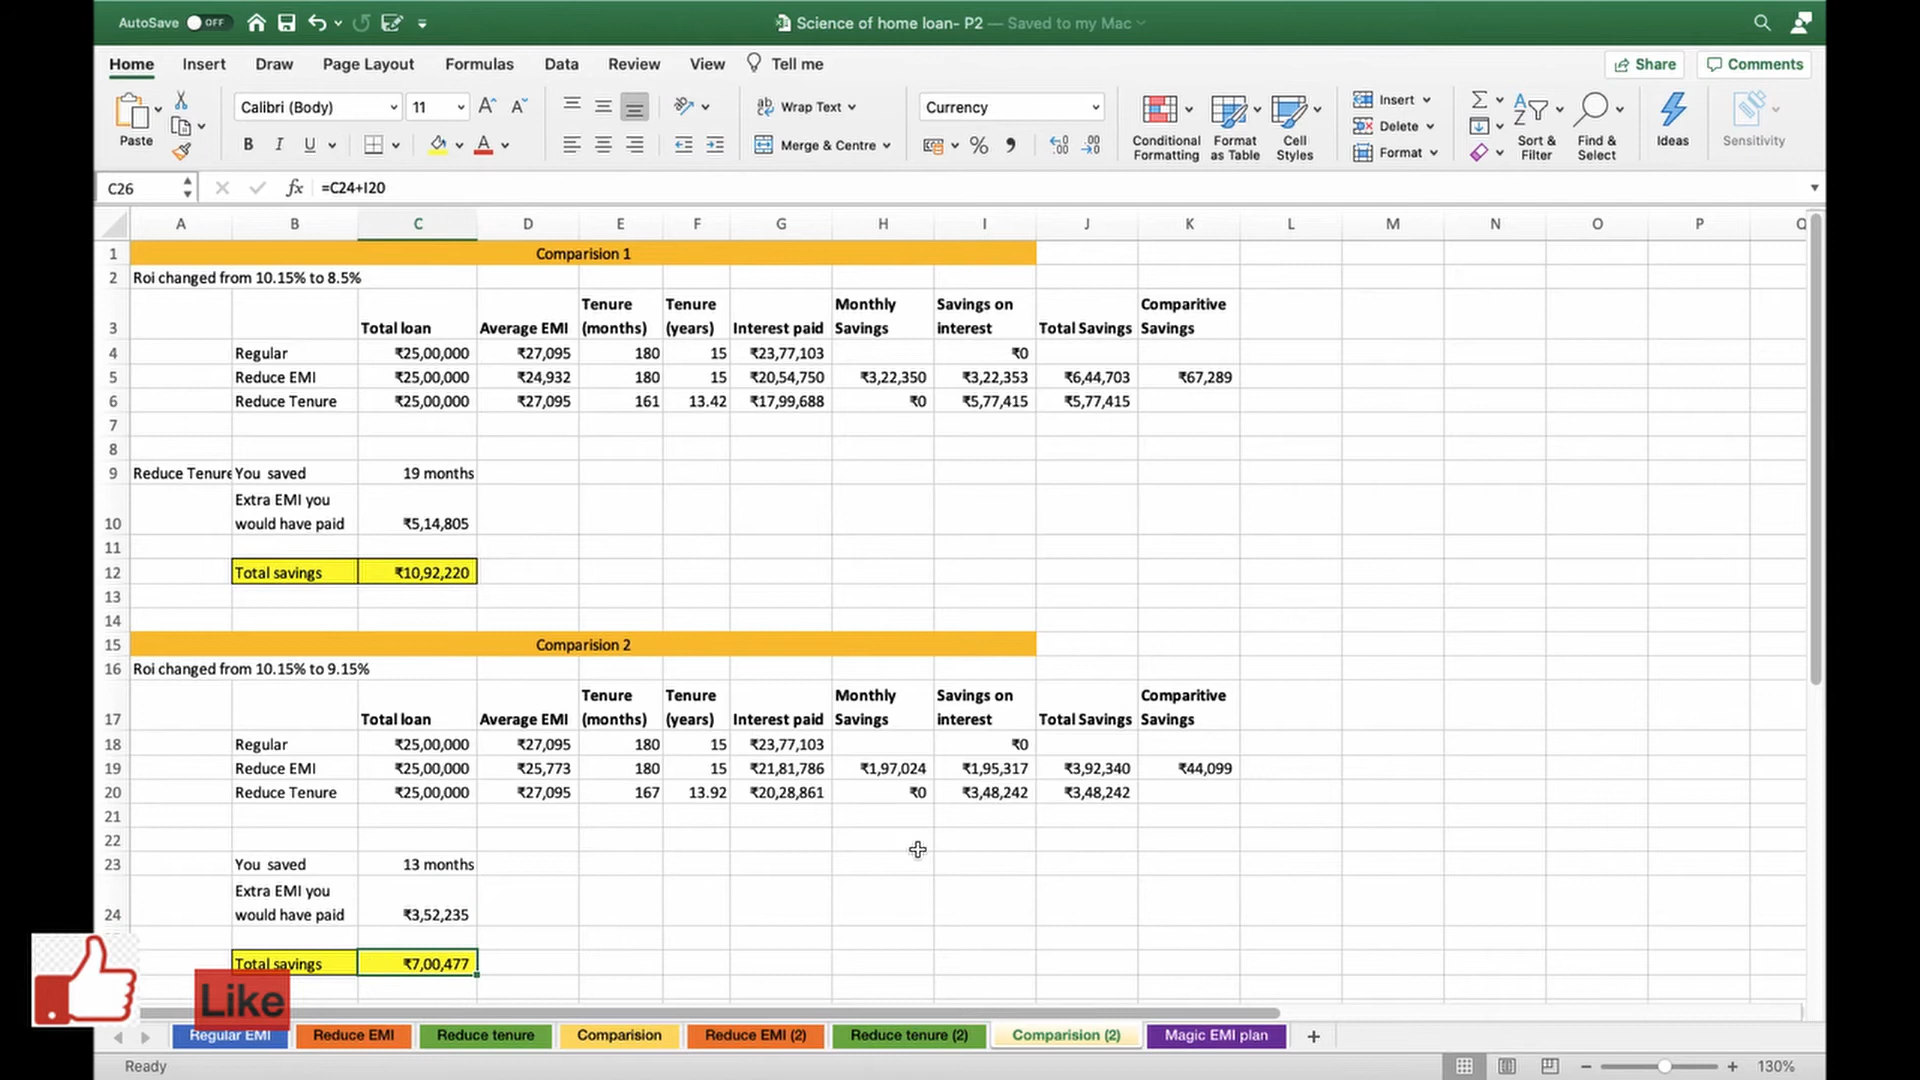 AutoSave OFF
Science of home loan- P2 — Saved to my Mac
Home Insert Draw Page Layout Formulas Data Review View Tell me Share Comments
Paste Calibri (Body) 11 Wrap Text Currency Conditional Formatting Format as Table Cell Styles Insert Sort & Filter Find & Select Ideas Sensitivity
B I U Merge & Centre % Delete
Format
C26 fx =C24+I20
A B C D E F G H I J K L M N O P Q
1 Comparision 1
2 Roi changed from 10.15% to 8.5%
3 Total loan Average EMI Tenure (months) Tenure (years) Interest paid Monthly Savings Savings on interest Total Savings Comparitive Savings
4 Regular ₹25,00,000 ₹27,095 180 15 ₹23,77,103 ₹0
5 Reduce EMI ₹25,00,000 ₹24,932 180 15 ₹20,54,750 ₹3,22,350 ₹3,22,353 ₹6,44,703 ₹67,289
6 Reduce Tenure ₹25,00,000 ₹27,095 161 13.42 ₹17,99,688 ₹0 ₹5,77,415 ₹5,77,415
7
8
9 Reduce Tenure You saved 19 months
10 Extra EMI you would have paid ₹5,14,805
11
12 Total savings ₹10,92,220
13
14
15 Comparision 2
16 Roi changed from 10.15% to 9.15%
17 Total loan Average EMI Tenure (months) Tenure (years) Interest paid Monthly Savings Savings on interest Total Savings Comparitive Savings
18 Regular ₹25,00,000 ₹27,095 180 15 ₹23,77,103 ₹0
19 Reduce EMI ₹25,00,000 ₹25,773 180 15 ₹21,81,786 ₹1,97,024 ₹1,95,317 ₹3,92,340 ₹44,099
20 Reduce Tenure ₹25,00,000 ₹27,095 167 13.92 ₹20,28,861 ₹0 ₹3,48,242 ₹3,48,242
21
22
23 You saved 13 months
24 Extra EMI you would have paid ₹3,52,235
Total savings ₹7,00,477
Like
Regular EMI Reduce EMI Reduce tenure Comparision Reduce EMI (2) Reduce tenure (2) Comparision (2) Magic EMI plan +
Ready 130%